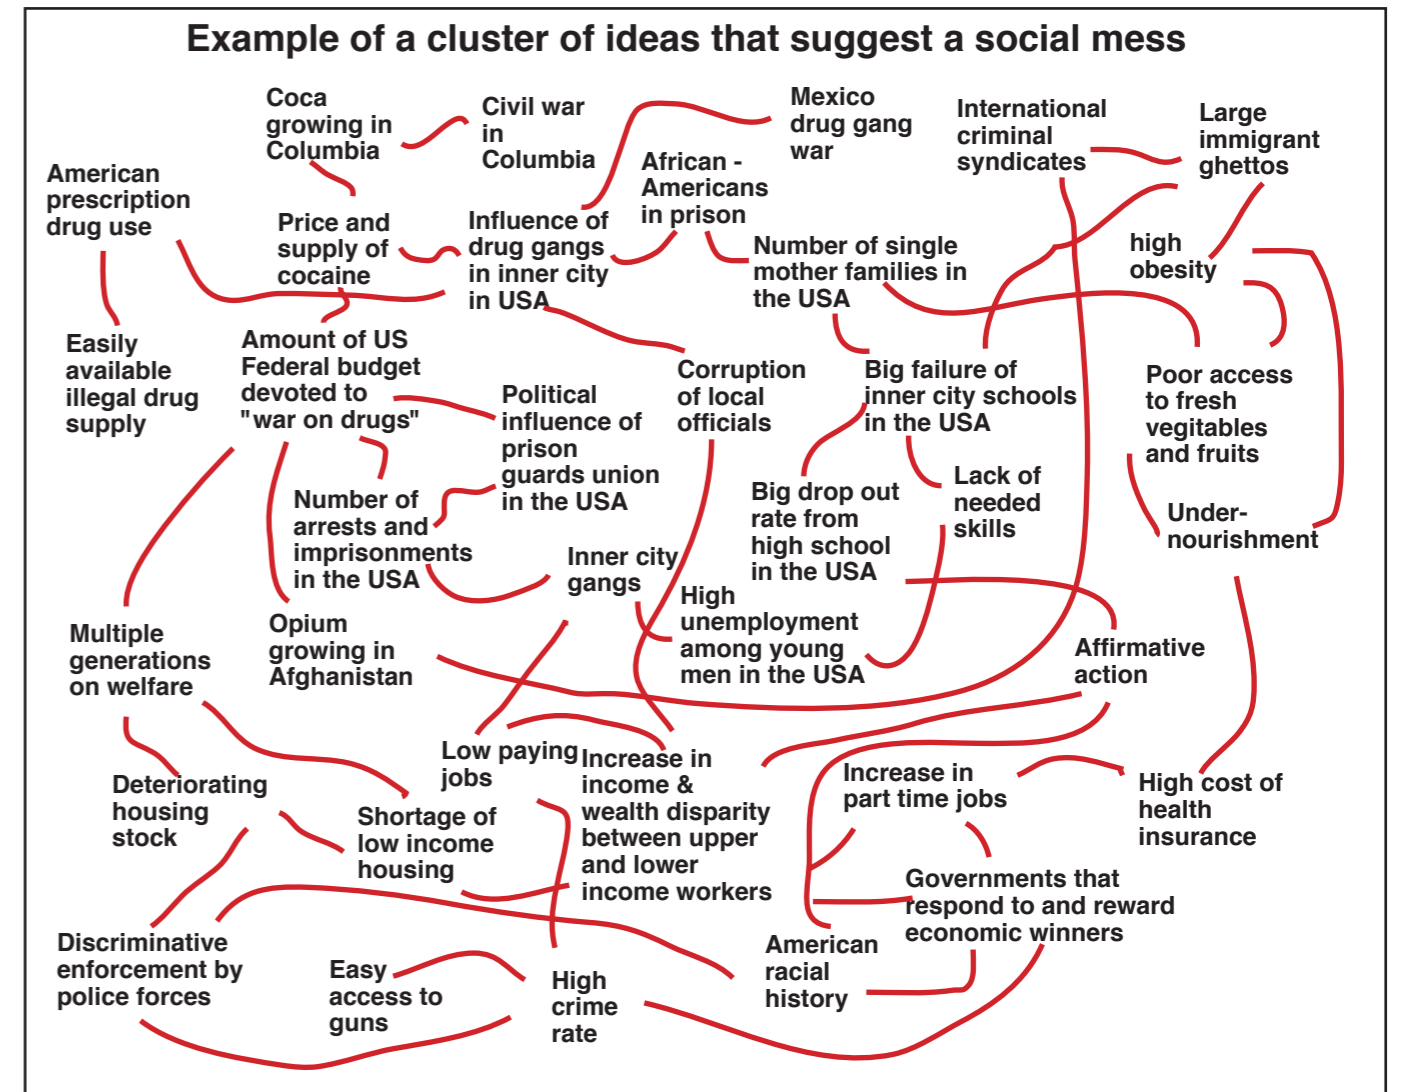 Example of a cluster of ideas that suggest a social mess
Coca
growing in
Columbia
Civil war
in
Columbia
Mexico
drug gang
war
International
criminal
syndicates
Large
immigrant
ghettos
American
prescription
drug use
African -
Americans
in prison
Price and
supply of
cocaine
Influence of
drug gangs
in inner city
in USA
Number of single
mother families in
the USA
high
obesity
Easily
available
illegal drug
supply
Amount of US
Federal budget
devoted to
"war on drugs"
Political
influence of
prison
guards union
in the USA
Corruption
of local
officials
Big failure of
inner city schools
in the USA
Poor access
to fresh
vegitables
and fruits
Number of
arrests and
imprisonments
in the USA
Big drop out
rate from
high school
in the USA
Lack of
needed
skills
Under-
nourishment
Inner city
gangs
High
unemployment
among young
men in the USA
Multiple
generations
on welfare
Opium
growing in
Afghanistan
Affirmative
action
Low paying
jobs
Increase in
income &
wealth disparity
between upper
and lower
income workers
Increase in
part time jobs
High cost of
health
insurance
Deteriorating
housing
stock
Shortage of
low income
housing
Governments that
respond to and reward
economic winners
Discriminative
enforcement by
police forces
Easy
access to
guns
High
crime
rate
American
racial
history